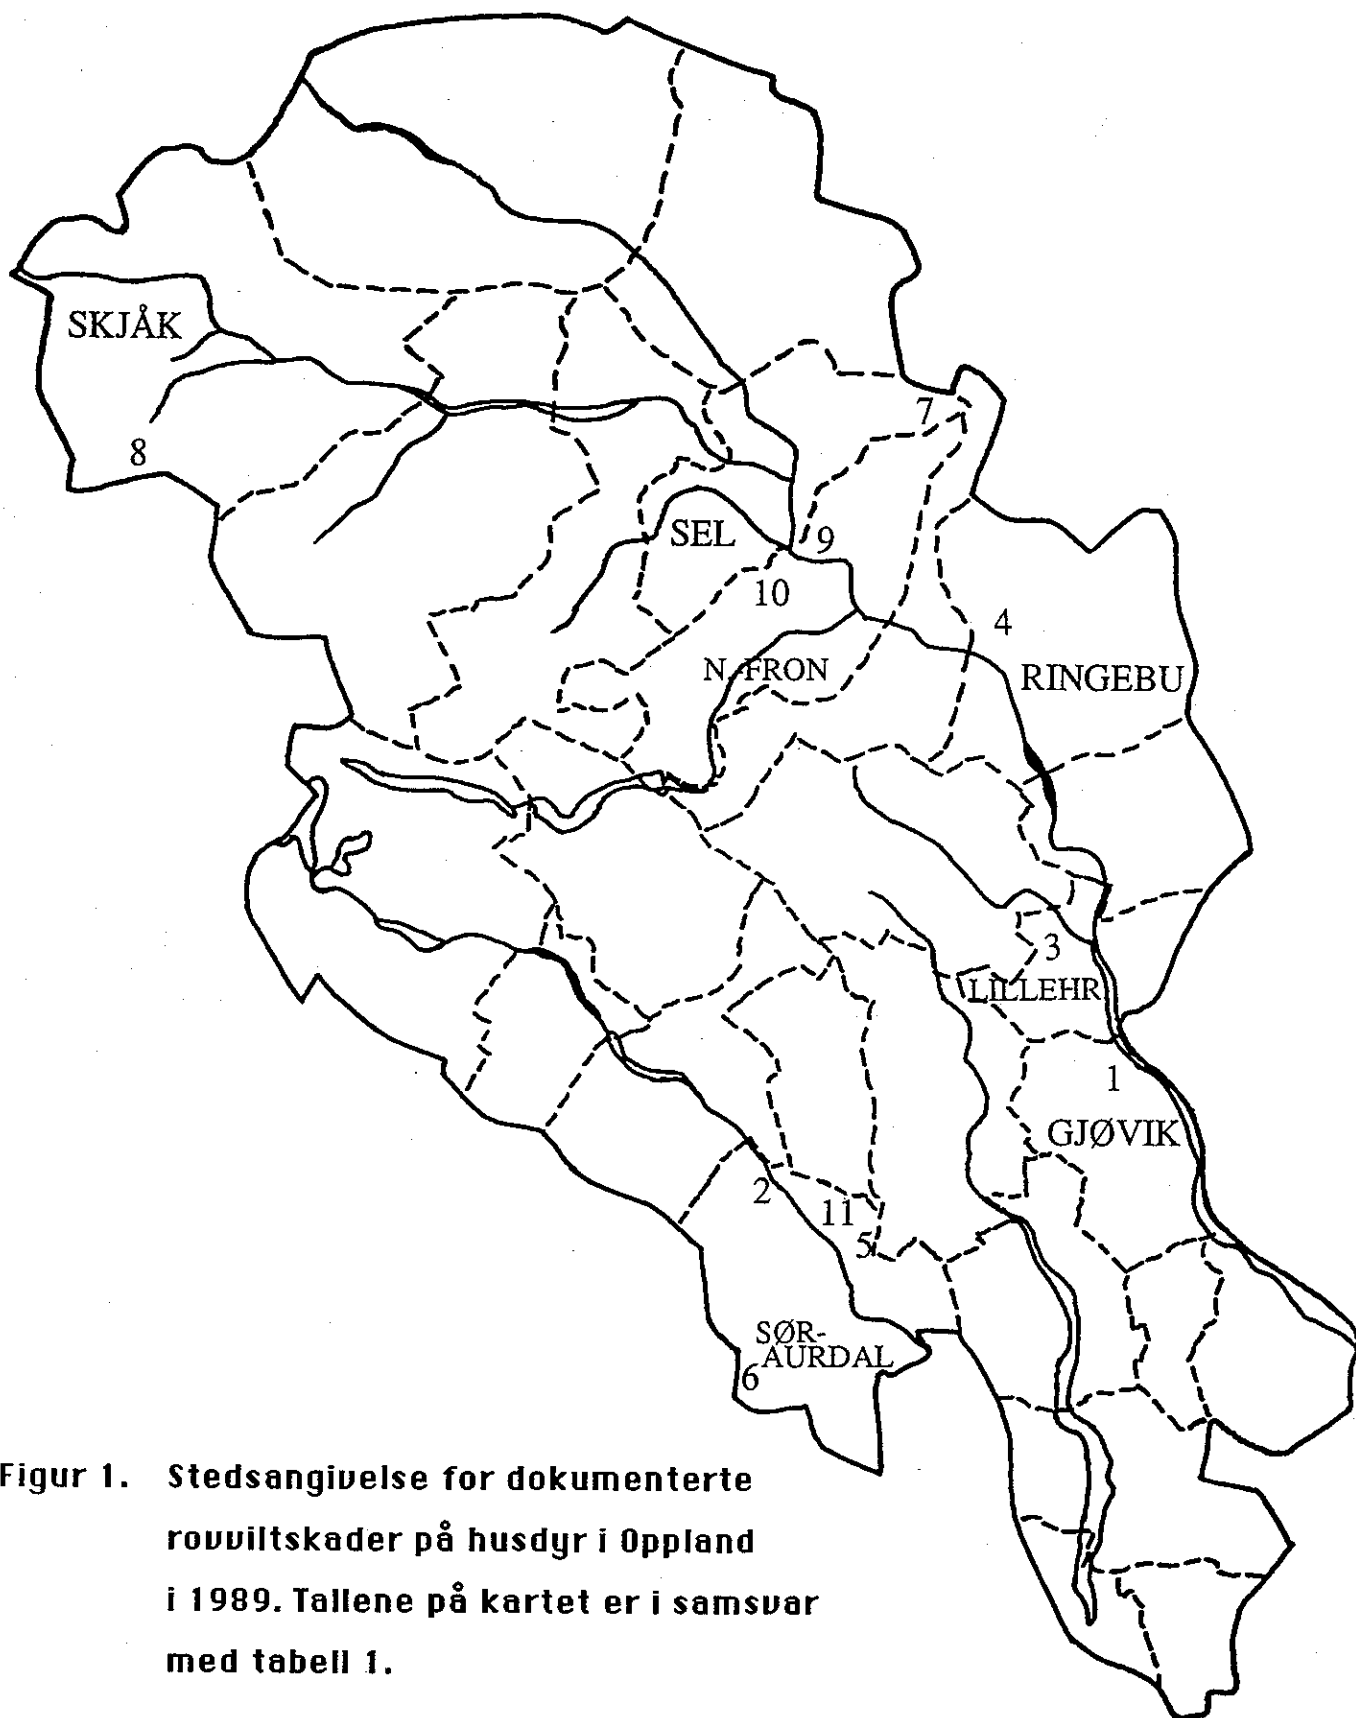 SKJÅK
7
8
SEL
9
10
4
N.-FRON
RINGEBU
3
LILLEHR.
1
GJØVIK
2
11
5
SØR-
AURDAL
6
Figur 1. Stedsangivelse for dokumenterte
rovviltskader på husdyr i Oppland
i 1989. Tallene på kartet er i samsvar
med tabell 1.